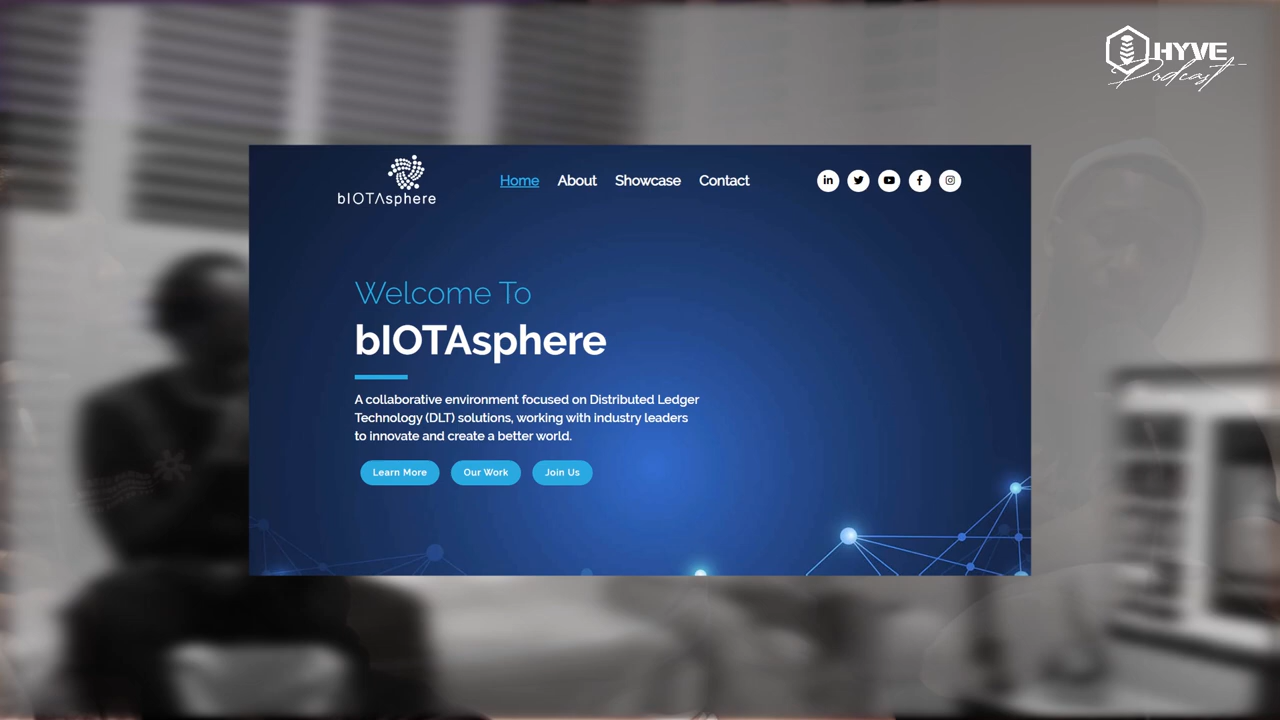 HYVE
Podcast
bIOTAsphere
Home About Showcase Contact
Welcome To
bIOTAsphere
A collaborative environment focused on Distributed Ledger
Technology (DLT) solutions, working with industry leaders
to innovate and create a better world.
Learn More Our Work Join Us